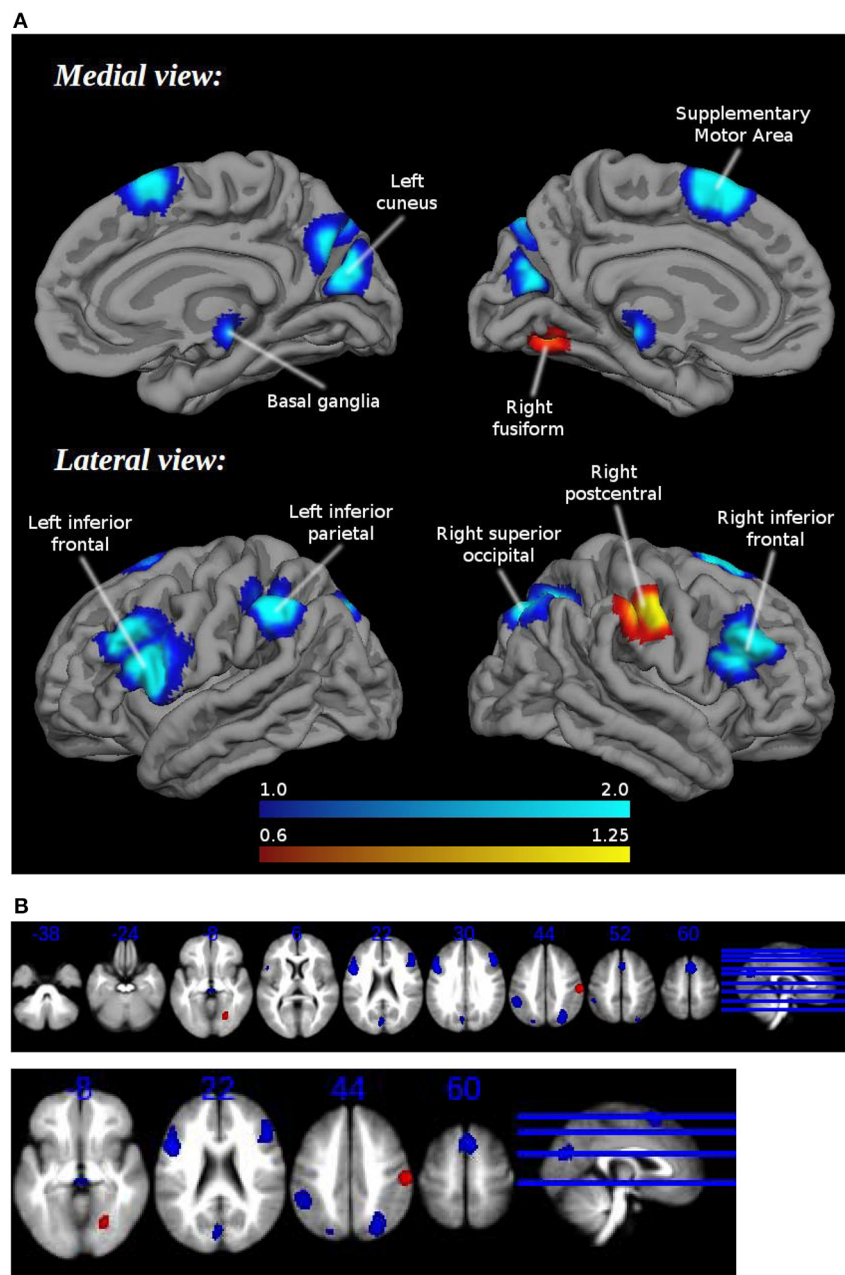 A
Medial view:
Supplementary
Motor Area
Left
cuneus
Basal ganglia
Right
fusiform
Lateral view:
Left inferior
frontal
Left inferior
parietal
Right superior
occipital
Right
postcentral
Right inferior
frontal
1.0 2.0
0.6 1.25
B
-38 -24 -8 6 22 30 44 52 60
-8 22 44 60